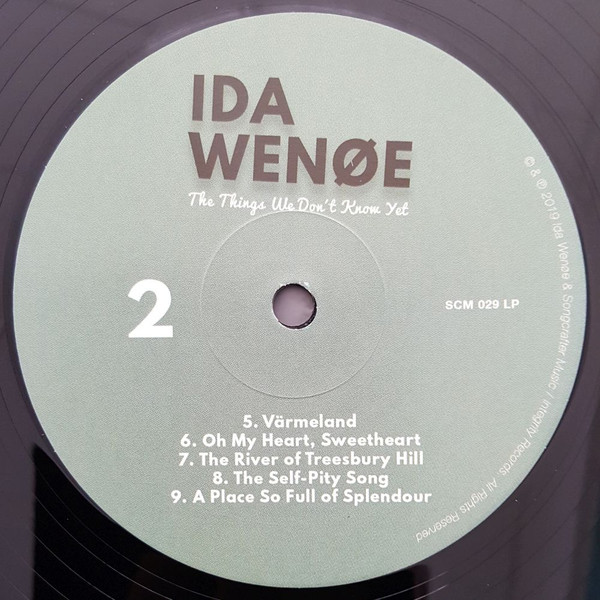 IDA
WENØE
The Things We Don't Know Yet
2
SCM 029 LP
5. Värmeland
6. Oh My Heart, Sweetheart
7. The River of Treesbury Hill
8. The Self-Pity Song
9. A Place So Full of Splendour
© & ℗ 2019 Ida Wenøe & Songcrafter Music / Integrity Records. All Rights Reserved